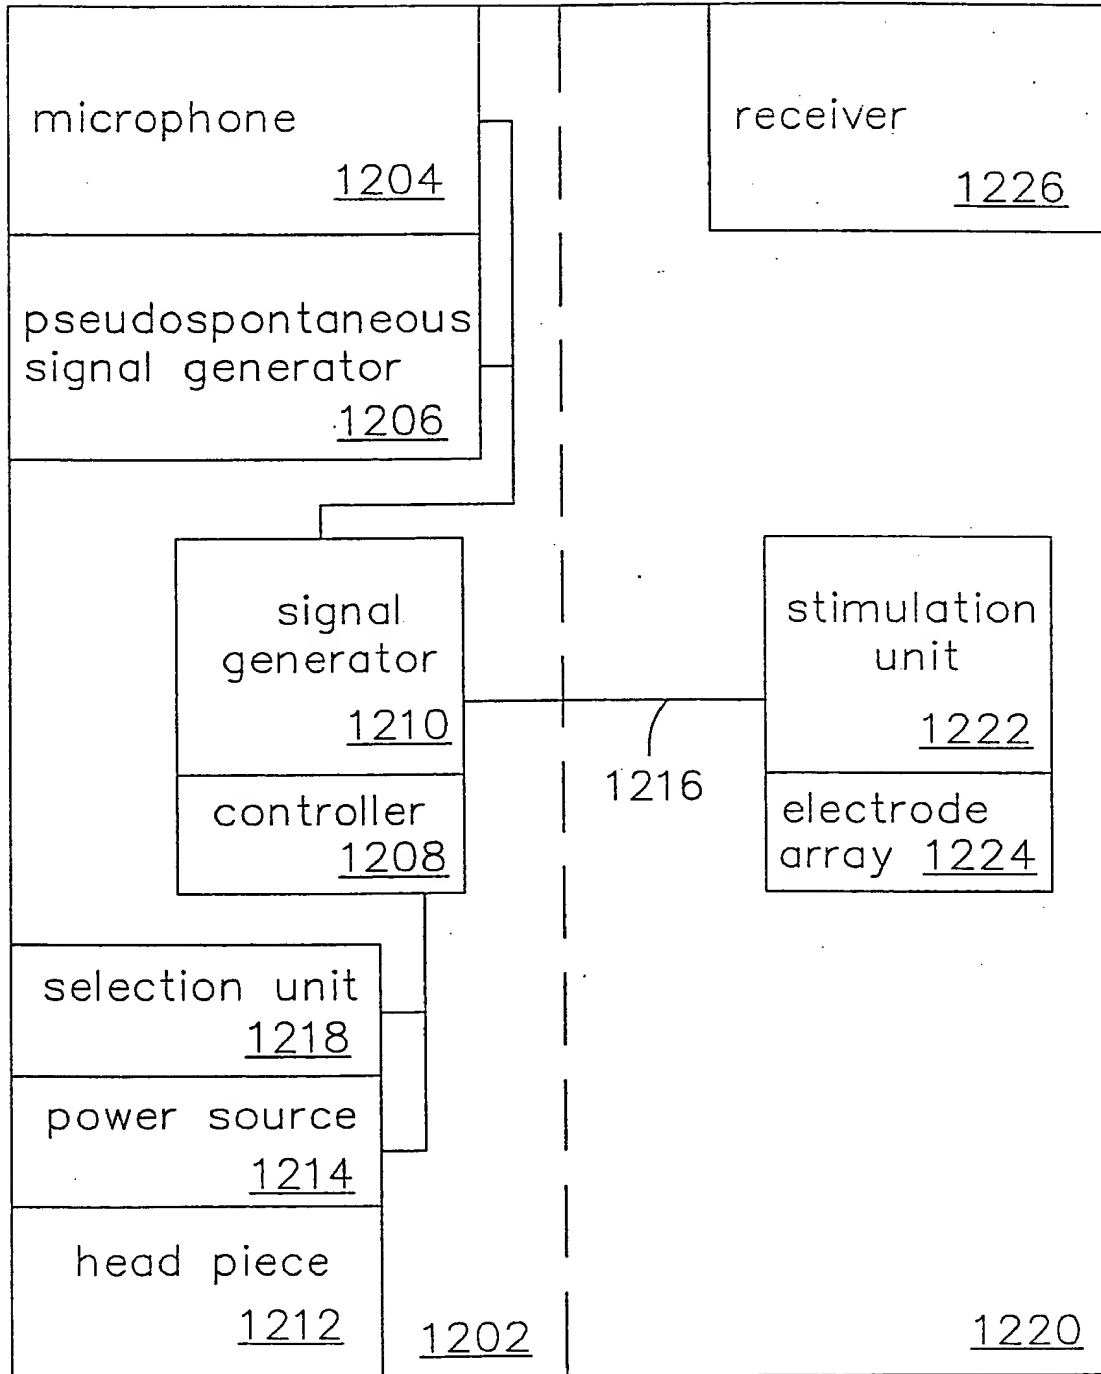 microphone
1204
receiver
1226
pseudospontaneous
signal generator
1206
signal
generator
1210
controller
1208
1216
stimulation
unit
1222
electrode
array 1224
selection unit
1218
power source
1214
head piece
1212
1202
1220